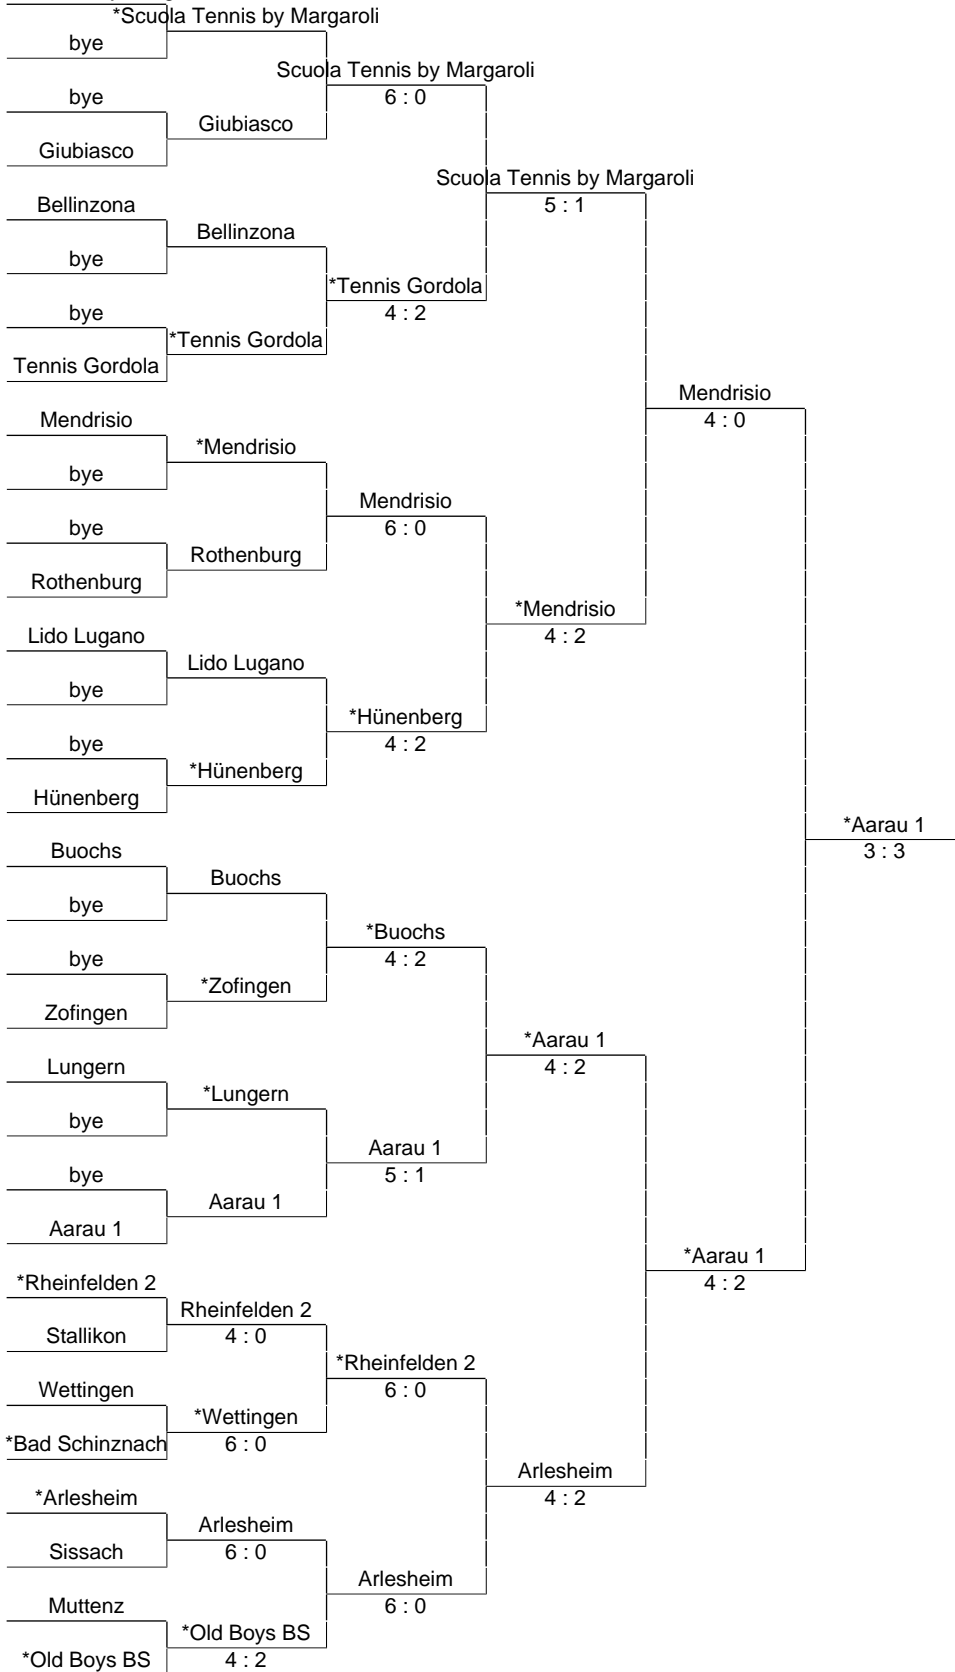 *Scuola Tennis by Margaroli
bye
Scuola Tennis by Margaroli
bye
6 : 0
Giubiasco
Giubiasco
Scuola Tennis by Margaroli
Bellinzona
5 : 1
Bellinzona
bye
*Tennis Gordola
bye
4 : 2
*Tennis Gordola
Tennis Gordola
Mendrisio
Mendrisio
4 : 0
*Mendrisio
bye
Mendrisio
bye
6 : 0
Rothenburg
Rothenburg
*Mendrisio
Lido Lugano
4 : 2
Lido Lugano
bye
*Hünenberg
bye
4 : 2
*Hünenberg
Hünenberg
*Aarau 1
Buochs
3 : 3
Buochs
bye
*Buochs
bye
4 : 2
*Zofingen
Zofingen
*Aarau 1
Lungern
4 : 2
*Lungern
bye
Aarau 1
bye
5 : 1
Aarau 1
Aarau 1
*Aarau 1
*Rheinfelden 2
4 : 2
Rheinfelden 2
Stallikon
4 : 0
*Rheinfelden 2
Wettingen
6 : 0
*Wettingen
*Bad Schinznach
6 : 0
Arlesheim
*Arlesheim
4 : 2
Arlesheim
Sissach
6 : 0
Arlesheim
Muttenz
6 : 0
*Old Boys BS
*Old Boys BS
4 : 2